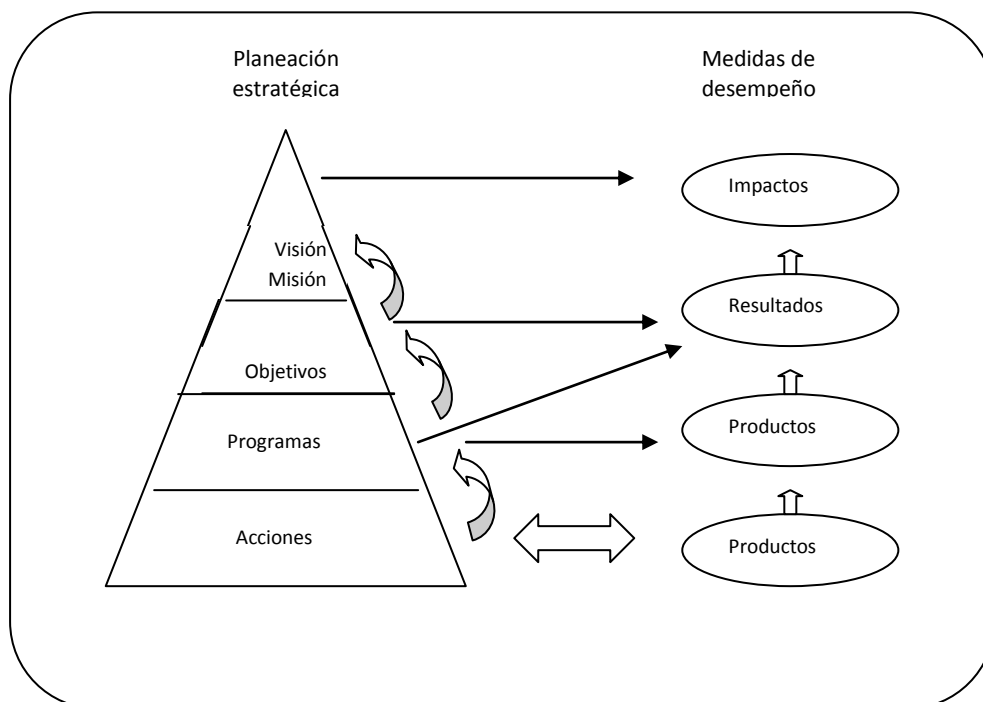 Planeación
estratégica
Medidas de
desempeño
Impactos
Visión
Misión
Resultados
Objetivos
Programas
Productos
Acciones
Productos